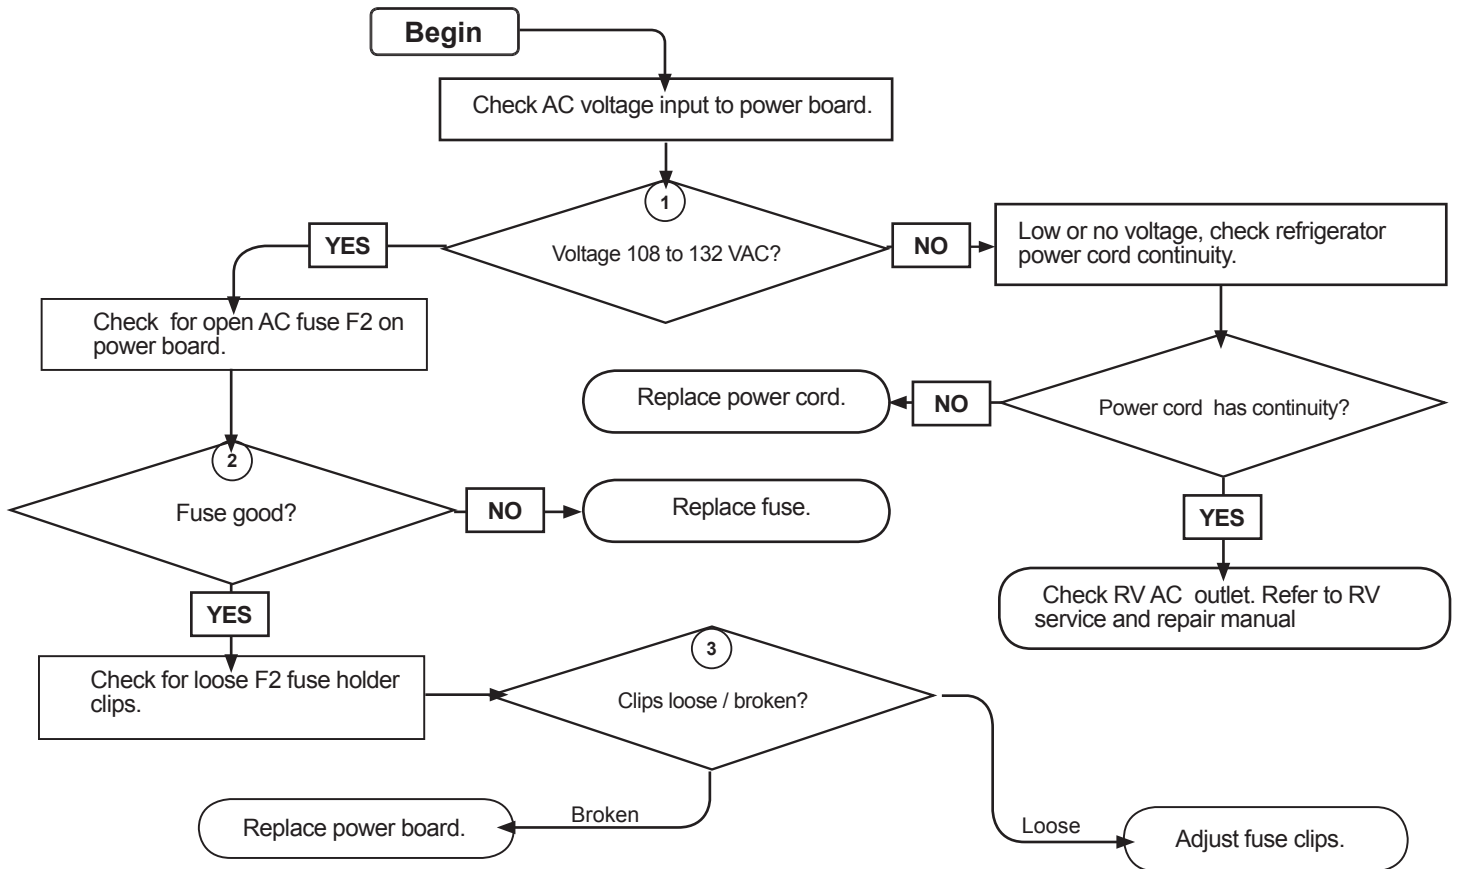 Begin
Check AC voltage input to power board.
1
Voltage 108 to 132 VAC?
YES
NO
Low or no voltage, check refrigerator
power cord continuity.
Check for open AC fuse F2 on
power board.
Power cord has continuity?
NO
Replace power cord.
YES
Check RV AC outlet. Refer to RV
service and repair manual
2
Fuse good?
NO
Replace fuse.
YES
Check for loose F2 fuse holder
clips.
3
Clips loose / broken?
Broken
Replace power board.
Loose
Adjust fuse clips.